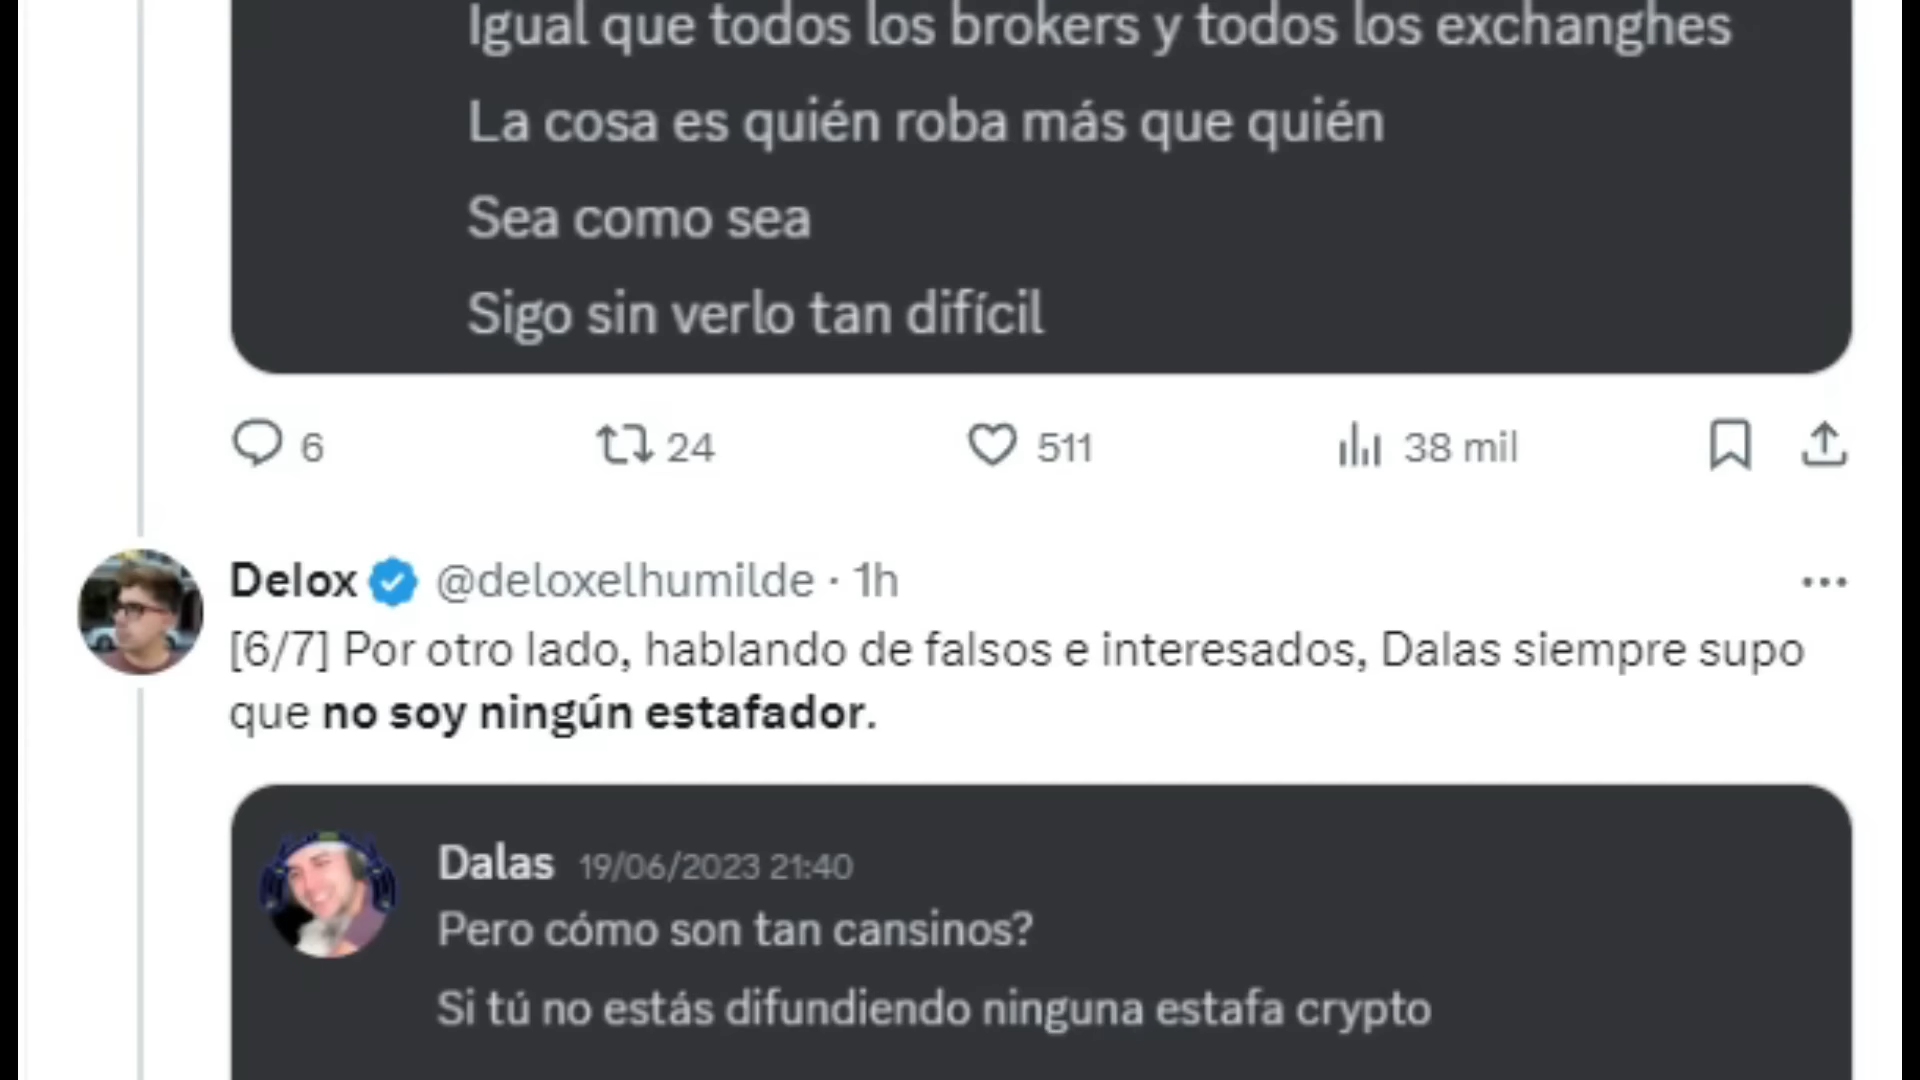 Igual que todos los brokers y todos los exchanghes
La cosa es quién roba más que quién
Sea como sea
Sigo sin verlo tan difícil
6 24 511 38 mil
Delox @deloxelhumilde · 1h
[6/7] Por otro lado, hablando de falsos e interesados, Dalas siempre supo
que no soy ningún estafador.
Dalas 19/06/2023 21:40
Pero cómo son tan cansinos?
Si tú no estás difundiendo ninguna estafa crypto